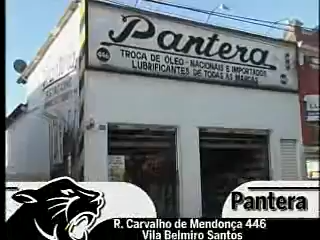 Pantera
446
TROCA DE ÓLEO - NACIONAIS E IMPORTADOS
LUBRIFICANTES DE TODAS AS MARCAS
Pantera
R. Carvalho de Mendonça 446
Vila Belmiro Santos